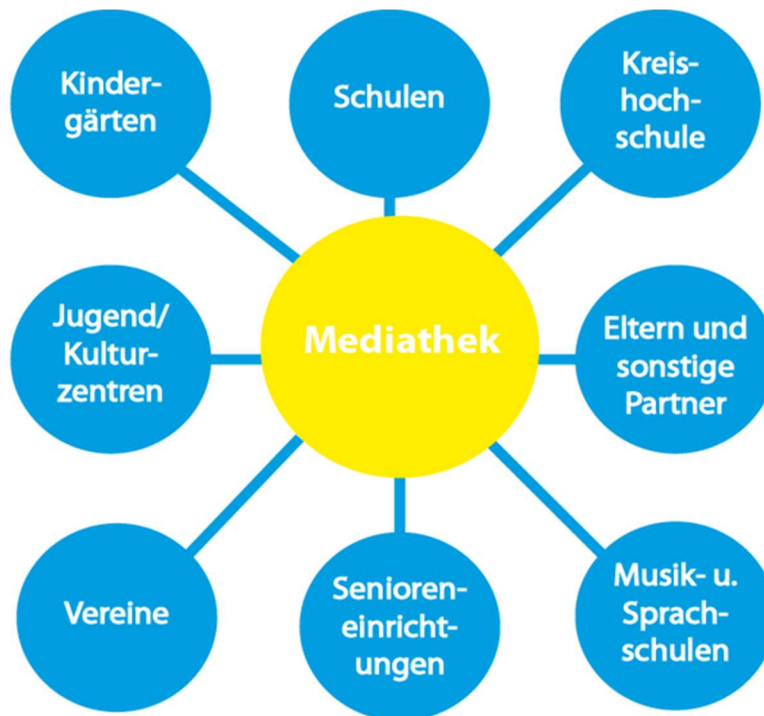 Kinder-
gärten
Schulen
Kreis-
hoch-
schule
Jugend/
Kultur-
zentren
Mediathek
Eltern und
sonstige
Partner
Vereine
Senioren-
einricht-
ungen
Musik- u.
Sprach-
schulen